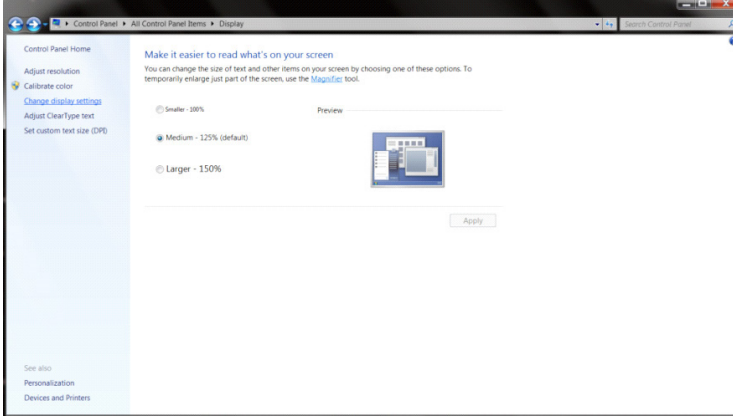 Control Panel All Control Panel Items Display
Search Control Panel
Control Panel Home
Adjust resolution
Calibrate color
Change display settings
Adjust ClearType text
Set custom text size (DPI)
Make it easier to read what's on your screen
You can change the size of text and other items on your screen by choosing one of these options. To
temporarily enlarge just part of the screen, use the Magnifier tool.
Smaller - 100%
Preview
Medium - 125% (default)
Larger - 150%
Apply
See also
Personalization
Devices and Printers